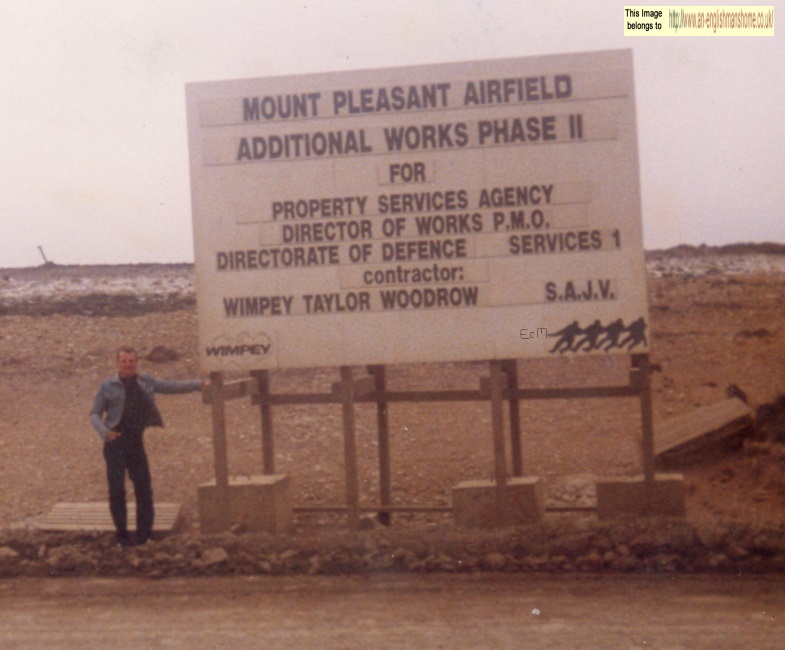 This Image
belongs to
http://www.an-englishmanshome.co.uk/
MOUNT PLEASANT AIRFIELD
ADDITIONAL WORKS PHASE II
FOR
PROPERTY SERVICES AGENCY
DIRECTOR OF WORKS P.M.O.
DIRECTORATE OF DEFENCE SERVICES 1
contractor:
WIMPEY TAYLOR WOODROW S.A.J.V.
WIMPEY